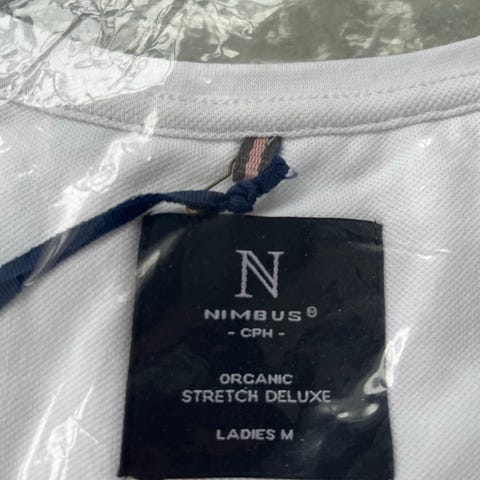 N
NIMBUS®
- CPH -
ORGANIC
STRETCH DELUXE
LADIES M